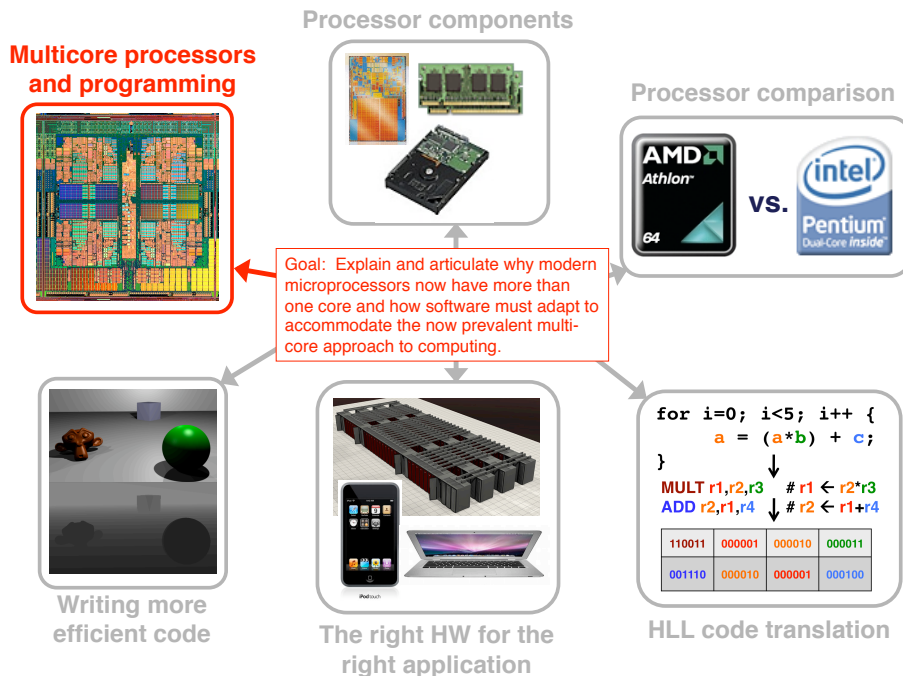 Processor components
Multicore processors
and programming
Processor comparison
AMD
Athlon™
64
vs.
intel
Pentium®
Dual-Core inside™
Goal: Explain and articulate why modern
microprocessors now have more than
one core and how software must adapt to
accommodate the now prevalent multi-
core approach to computing.
for i=0; i<5; i++ {
a = (a*b) + c;
}
MULT r1,r2,r3 # r1 ← r2*r3
ADD r2,r1,r4 # r2 ← r1+r4
110011 000001 000010 000011
001110 000010 000001 000100
iPod touch
Writing more
efficient code
The right HW for the
right application
HLL code translation